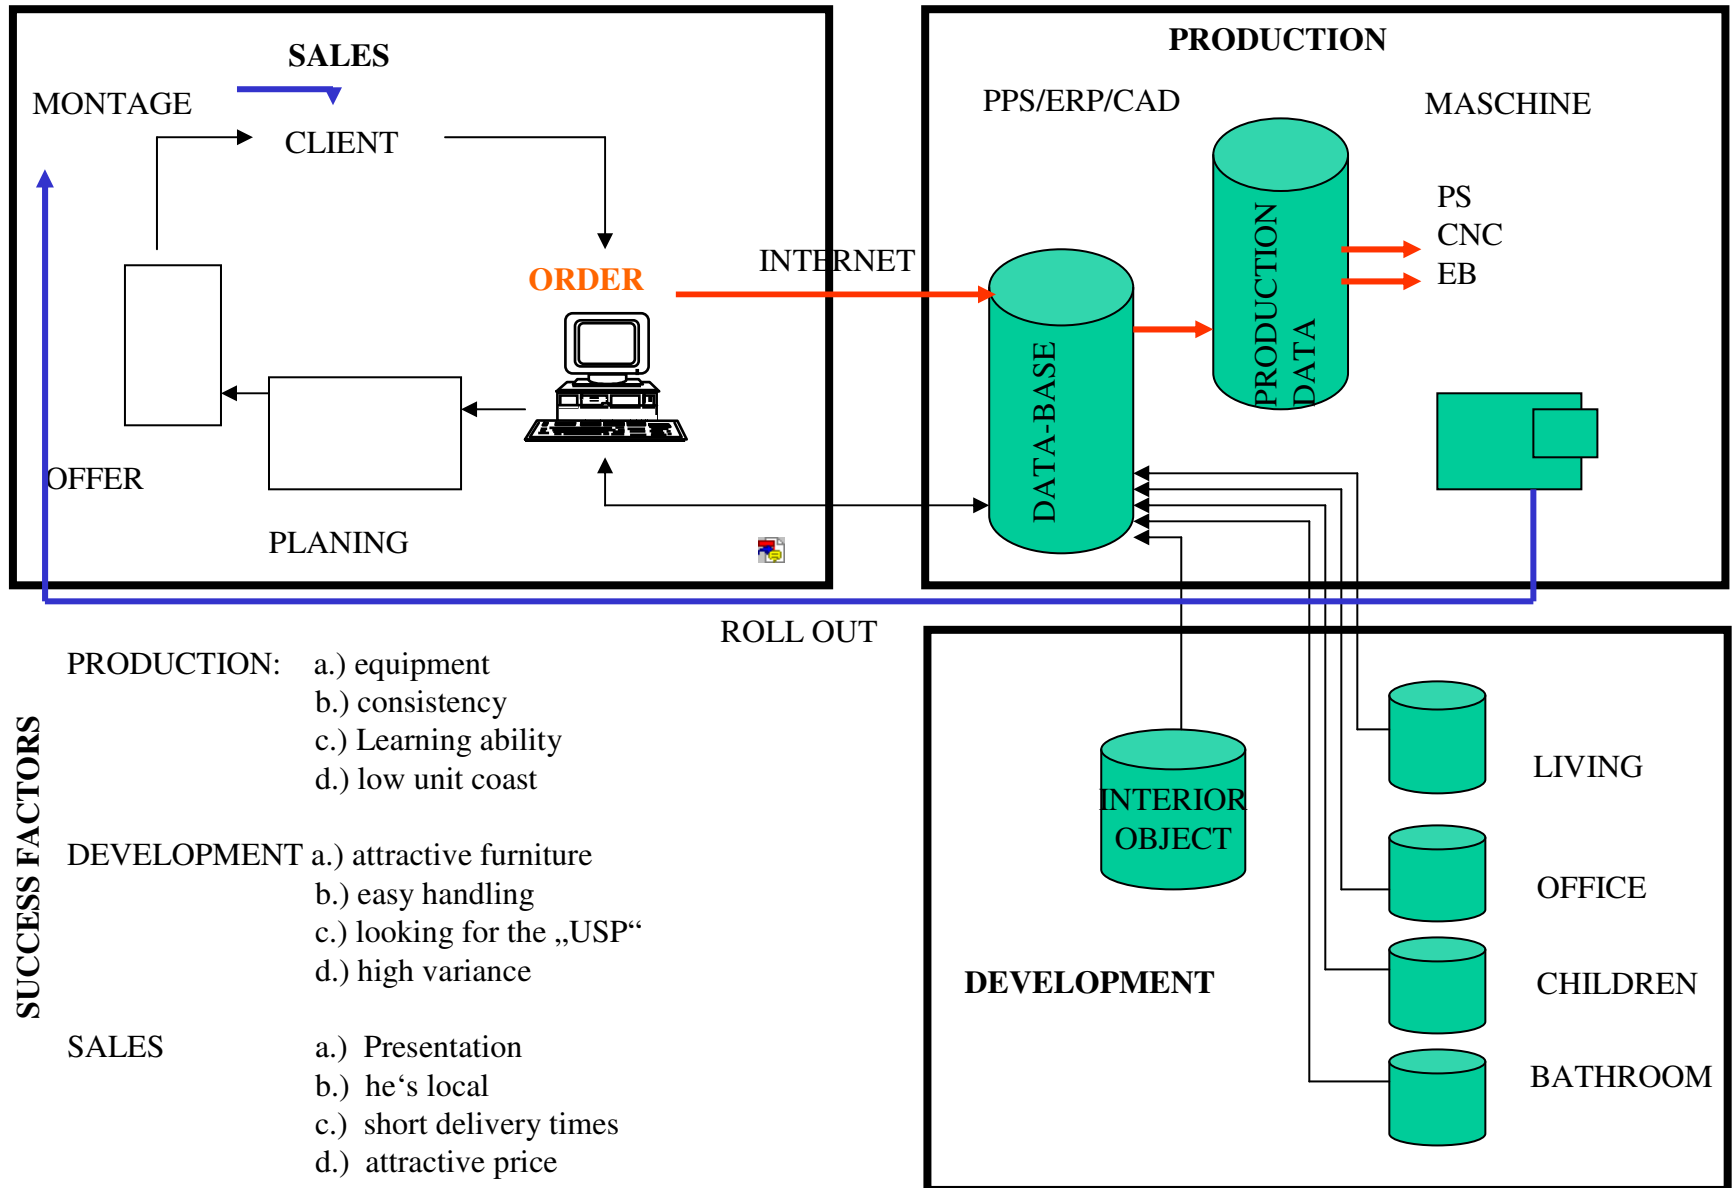 SALES
MONTAGE
CLIENT
ORDER
OFFER
PLANING
INTERNET
PRODUCTION
PPS/ERP/CAD
MASCHINE
PS
CNC
EB
DATA-BASE
PRODUCTION
DATA
ROLL OUT
SUCCESS FACTORS
PRODUCTION: a.) equipment
b.) consistency
c.) Learning ability
d.) low unit coast
DEVELOPMENT a.) attractive furniture
b.) easy handling
c.) looking for the „USP“
d.) high variance
SALES a.) Presentation
b.) he‘s local
c.) short delivery times
d.) attractive price
INTERIOR
OBJECT
DEVELOPMENT
LIVING
OFFICE
CHILDREN
BATHROOM